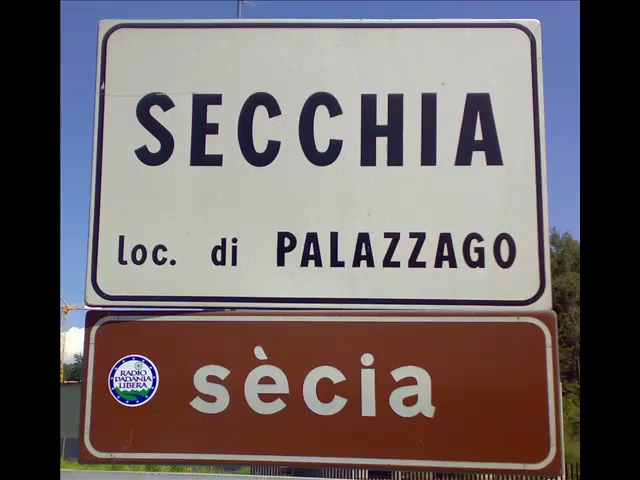 SECCHIA
loc. di PALAZZAGO
sècia
RADIO
PADANIA
LIBERA